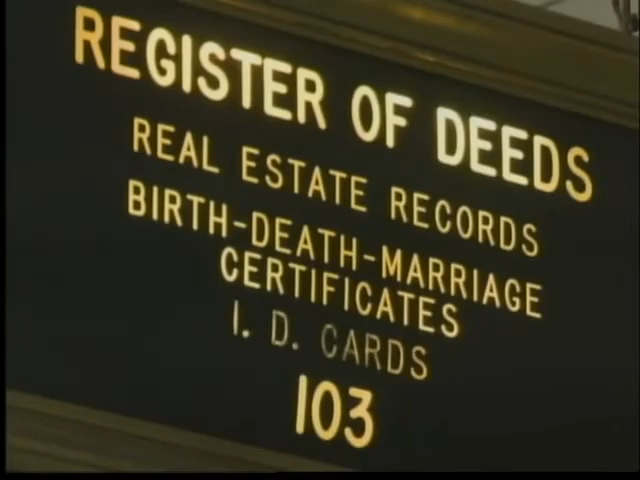 REGISTER OF DEEDS
REAL ESTATE RECORDS
BIRTH-DEATH-MARRIAGE
CERTIFICATES
I. D. CARDS
103